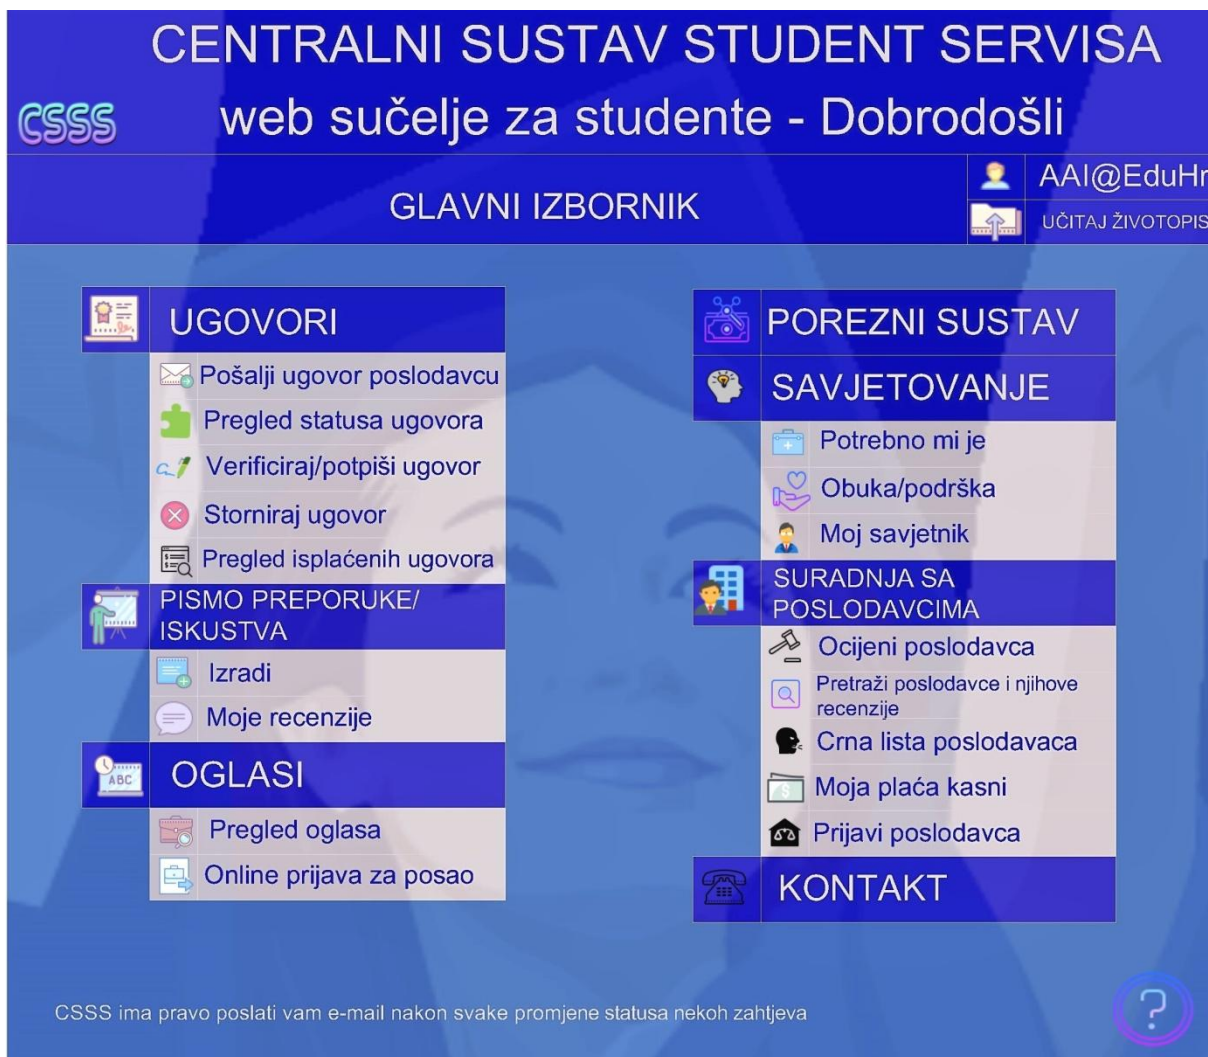 CENTRALNI SUSTAV STUDENT SERVISA
CSSS
web sučelje za studente - Dobrodošli
GLAVNI IZBORNIK
AAI@EduHr
UČITAJ ŽIVOTOPIS
UGOVORI
Pošalji ugovor poslodavcu
Pregled statusa ugovora
Verificiraj/potpiši ugovor
Storniraj ugovor
Pregled isplaćenih ugovora
PISMO PREPORUKE/
ISKUSTVA
Izradi
Moje recenzije
ABC
OGLASI
Pregled oglasa
Online prijava za posao
POREZNI SUSTAV
SAVJETOVANJE
Potrebno mi je
Obuka/podrška
Moj savjetnik
SURADNJA SA
POSLODAVCIMA
Ocijeni poslodavca
Pretraži poslodavce i njihove
recenzije
Crna lista poslodavaca
Moja plaća kasni
Prijavi poslodavca
KONTAKT
CSSS ima pravo poslati vam e-mail nakon svake promjene statusa nekoh zahtjeva
?